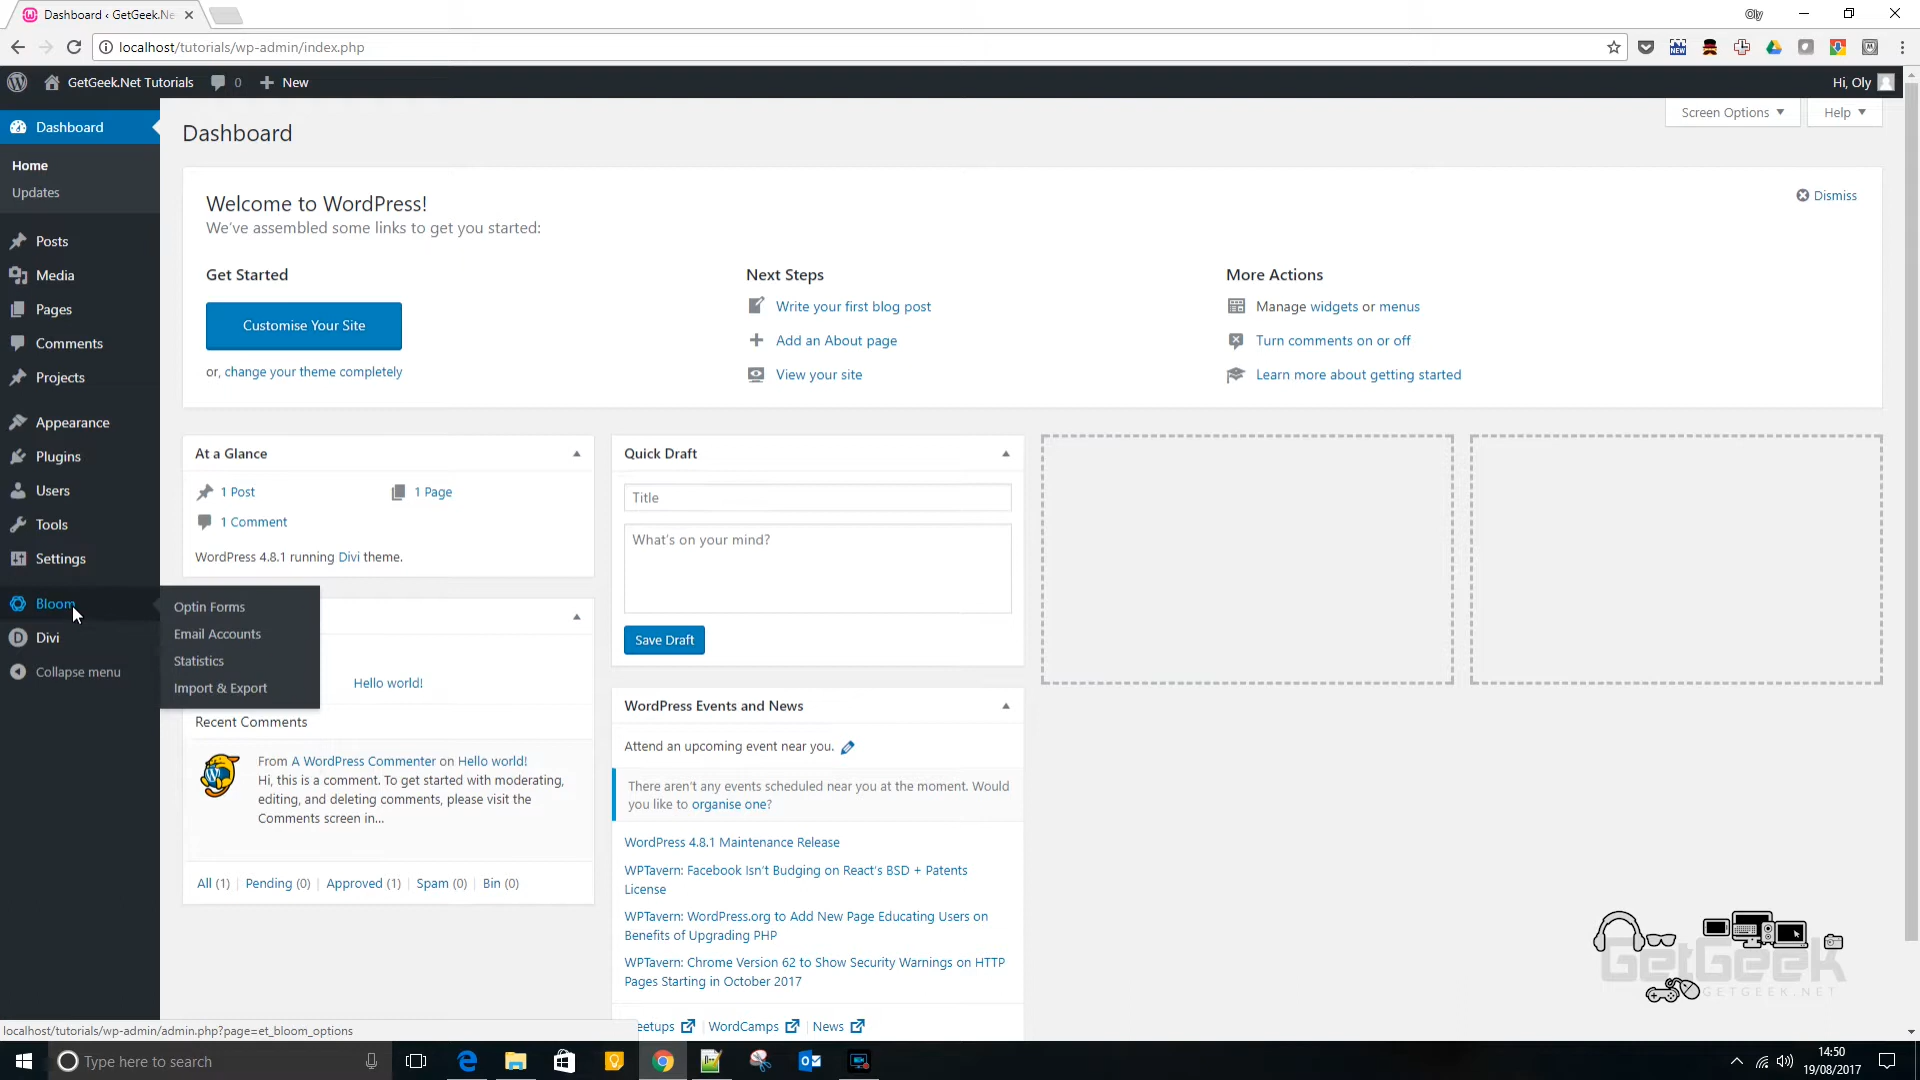 Dashboard ‹ GetGeek.Ne
Oly
localhost/tutorials/wp-admin/index.php
GetGeek.Net Tutorials
0
New
Hi, Oly
Dashboard
Home
Updates
Posts
Media
Pages
Comments
Projects
Appearance
Plugins
Users
Tools
Settings
Bloom
Divi
Collapse menu
Optin Forms
Email Accounts
Statistics
Import & Export
Dashboard
Screen Options
Help
Welcome to WordPress!
We've assembled some links to get you started:
Dismiss
Get Started
Customise Your Site
or, change your theme completely
Next Steps
Write your first blog post
Add an About page
View your site
More Actions
Manage widgets or menus
Turn comments on or off
Learn more about getting started
At a Glance
1 Post
1 Page
1 Comment
WordPress 4.8.1 running Divi theme.
Hello world!
Recent Comments
From A WordPress Commenter on Hello world!
Hi, this is a comment. To get started with moderating,
editing, and deleting comments, please visit the
Comments screen in...
All (1) | Pending (0) | Approved (1) | Spam (0) | Bin (0)
Quick Draft
Title
What's on your mind?
Save Draft
WordPress Events and News
Attend an upcoming event near you.
There aren't any events scheduled near you at the moment. Would
you like to organise one?
WordPress 4.8.1 Maintenance Release
WPTavern: Facebook Isn't Budging on React's BSD + Patents
License
WPTavern: WordPress.org to Add New Page Educating Users on
Benefits of Upgrading PHP
WPTavern: Chrome Version 62 to Show Security Warnings on HTTP
Pages Starting in October 2017
eetups | WordCamps | News
GetGeek
GETGEEK.NET
localhost/tutorials/wp-admin/admin.php?page=et_bloom_options
Type here to search
14:50
19/08/2017